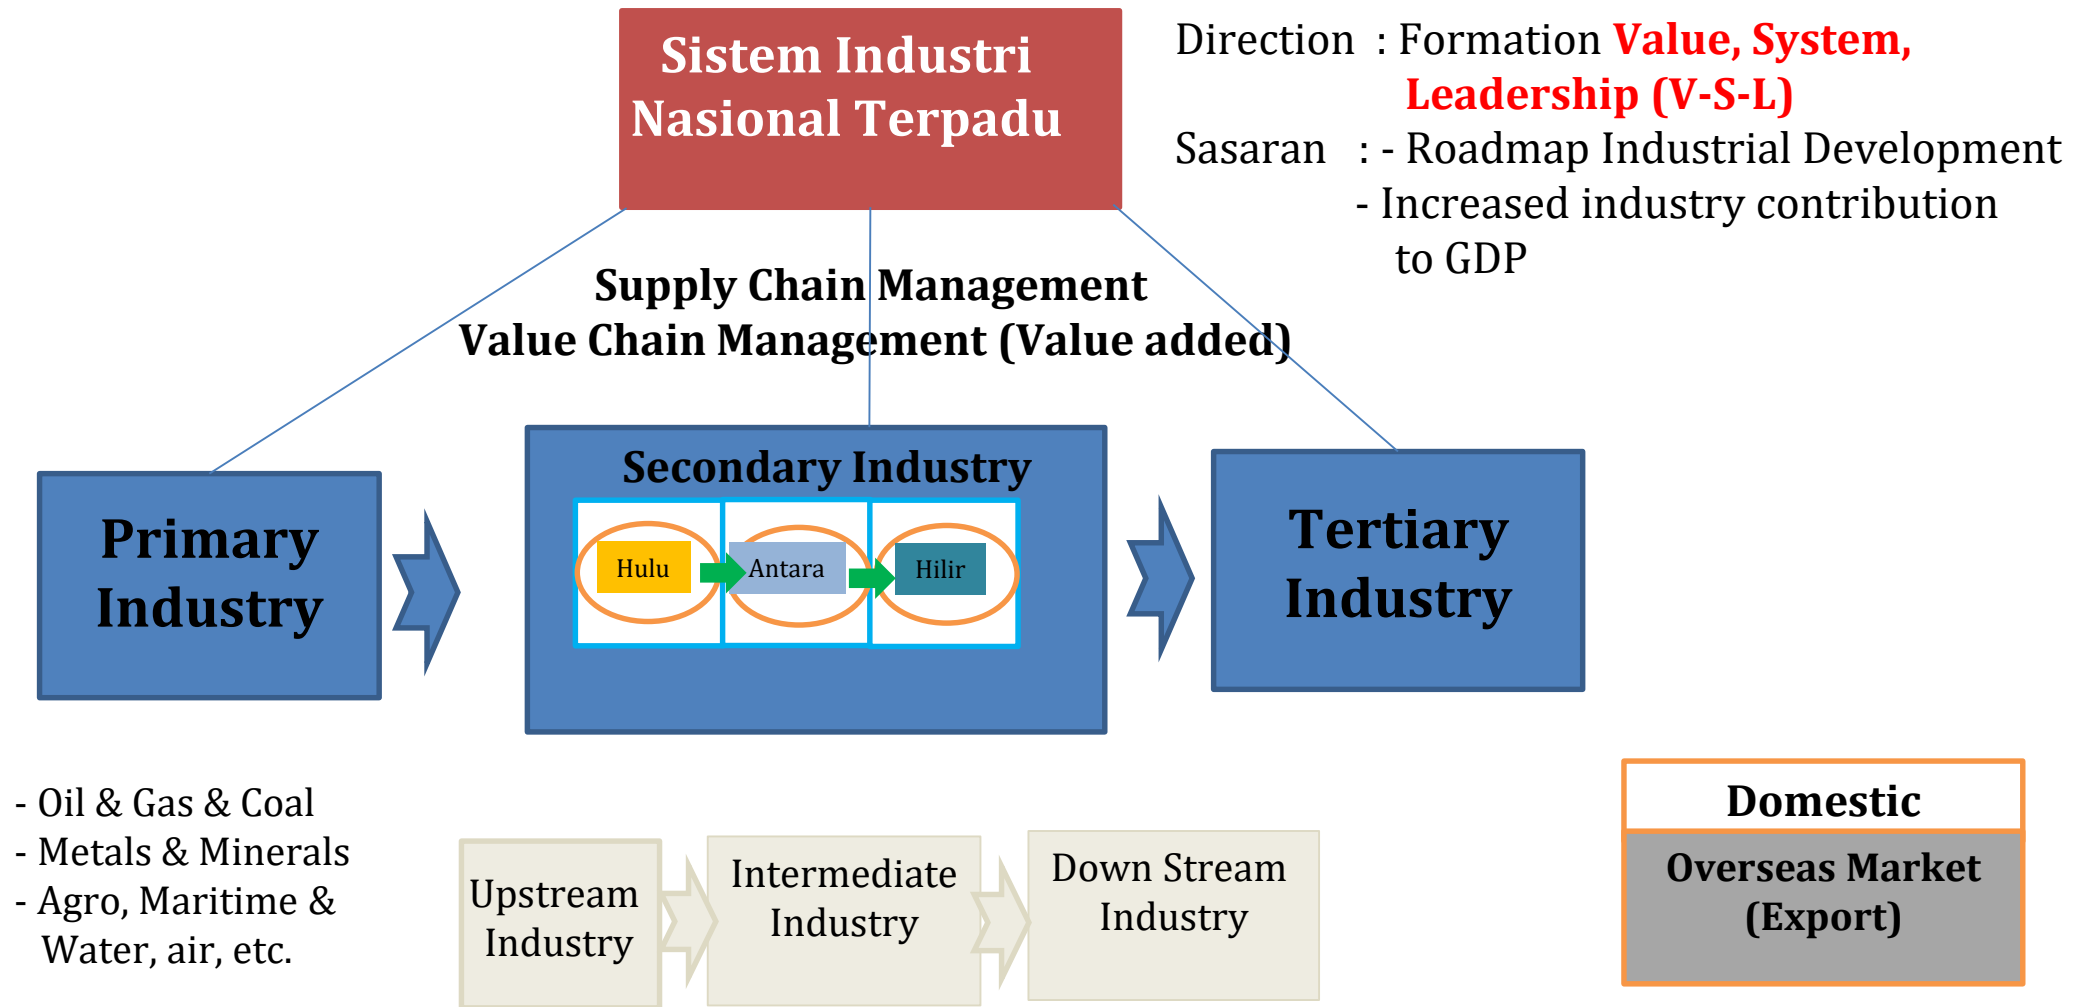 Sistem Industri
Nasional Terpadu
Direction : Formation Value, System,
Leadership (V-S-L)
Sasaran : - Roadmap Industrial Development
- Increased industry contribution
to GDP
Supply Chain Management
Value Chain Management (Value added)
Primary
Industry
Secondary Industry
Hulu
Antara
Hilir
Tertiary
Industry
- Oil & Gas & Coal
- Metals & Minerals
- Agro, Maritime &
Water, air, etc.
Upstream
Industry
Intermediate
Industry
Down Stream
Industry
Domestic
Overseas Market
(Export)